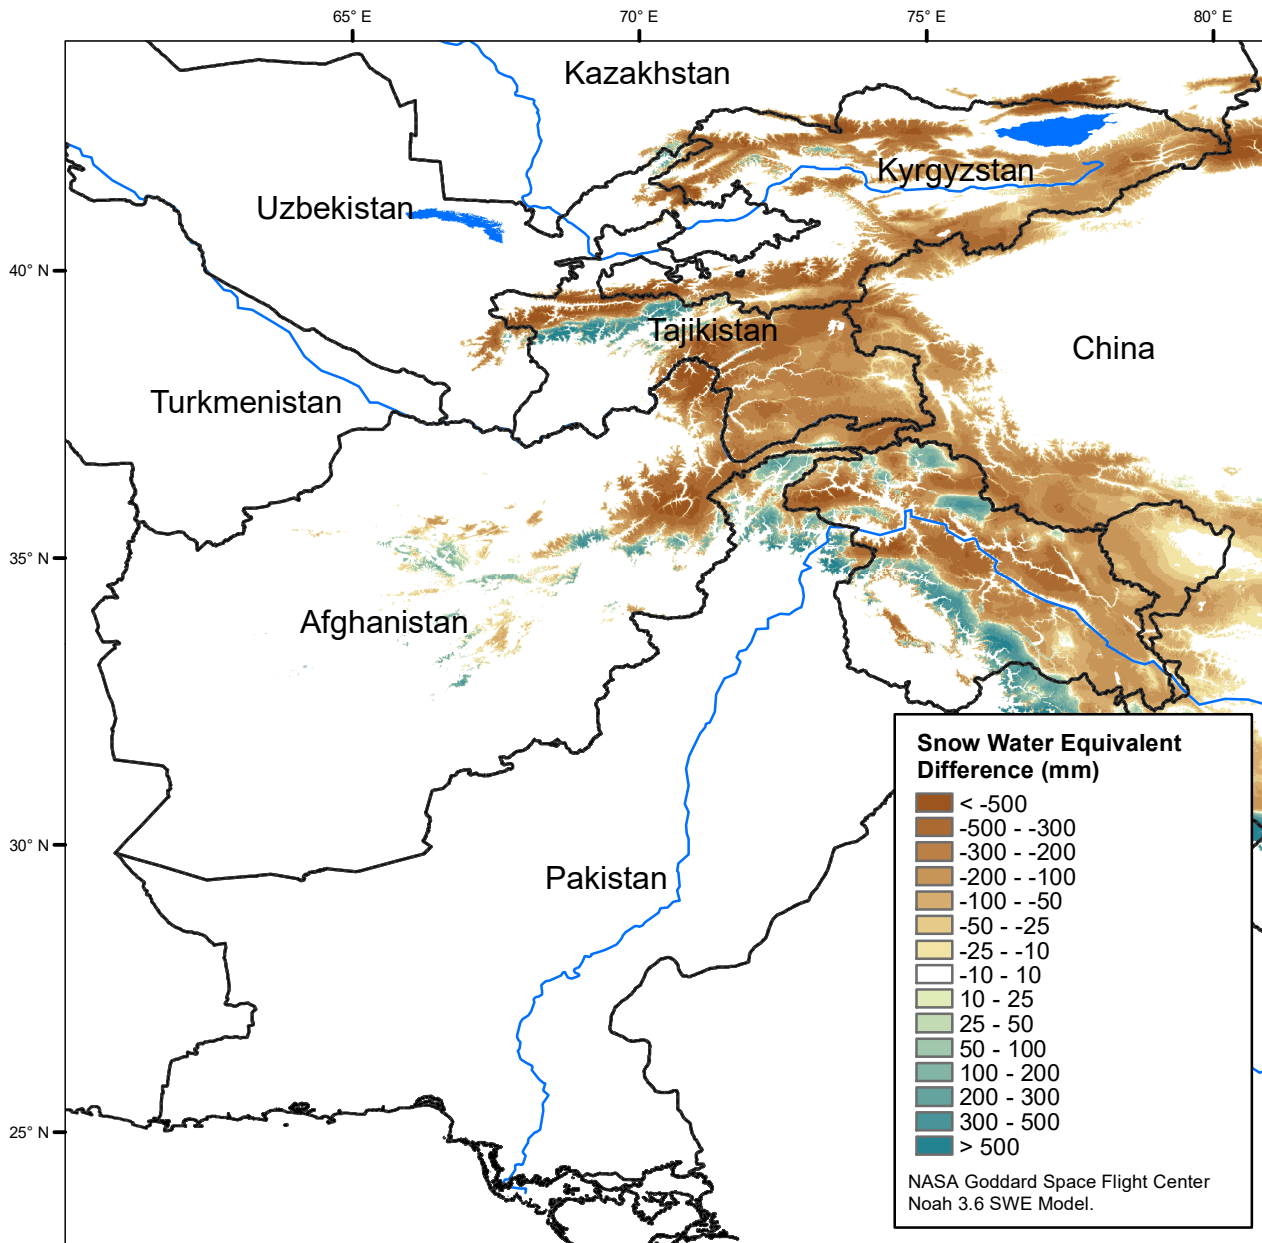 65° E 70° E 75° E 80° E
Kazakhstan
Kyrgyzstan
Uzbekistan
40° N
Tajikistan
China
Turkmenistan
35° N
Afghanistan
Snow Water Equivalent
Difference (mm)
< -500
-500 - -300
-300 - -200
-200 - -100
-100 - -50
-50 - -25
-25 - -10
-10 - 10
10 - 25
25 - 50
50 - 100
100 - 200
200 - 300
300 - 500
> 500
NASA Goddard Space Flight Center
Noah 3.6 SWE Model.
30° N
Pakistan
25° N